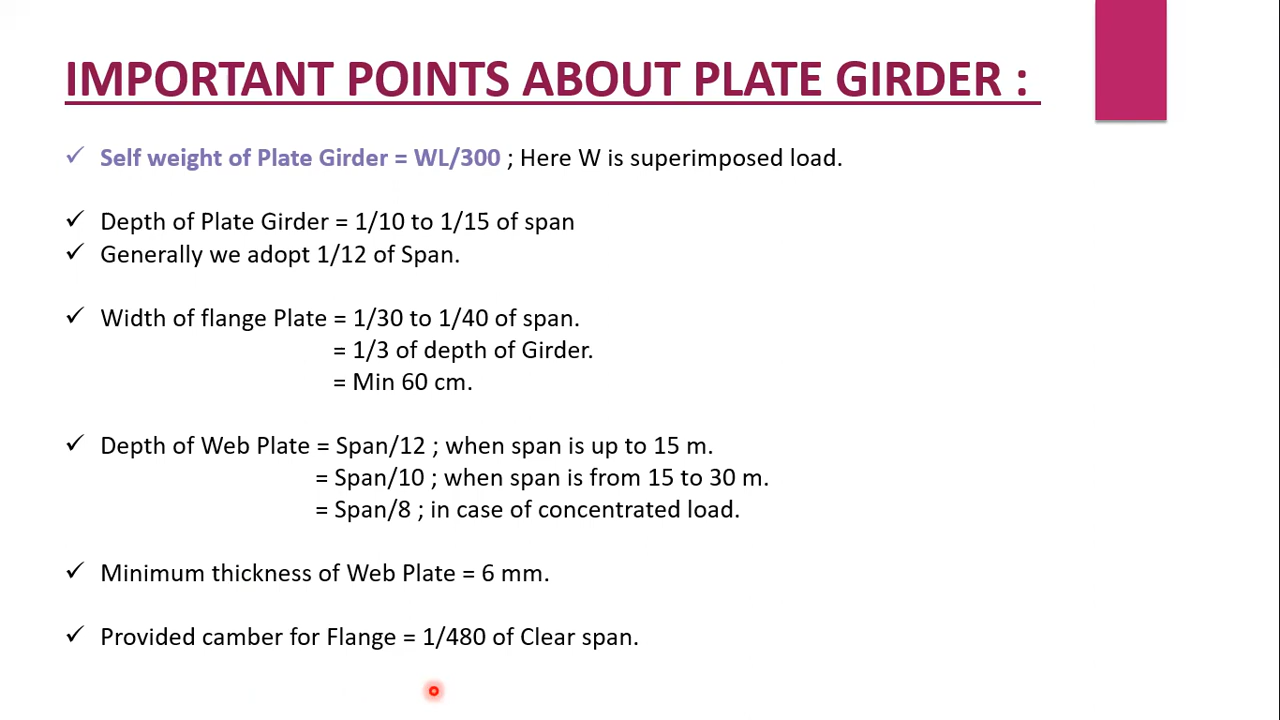 IMPORTANT POINTS ABOUT PLATE GIRDER :
✓ Self weight of Plate Girder = WL/300 ; Here W is superimposed load.
✓ Depth of Plate Girder = 1/10 to 1/15 of span
✓ Generally we adopt 1/12 of Span.
✓ Width of flange Plate = 1/30 to 1/40 of span.
= 1/3 of depth of Girder.
= Min 60 cm.
✓ Depth of Web Plate = Span/12 ; when span is up to 15 m.
= Span/10 ; when span is from 15 to 30 m.
= Span/8 ; in case of concentrated load.
✓ Minimum thickness of Web Plate = 6 mm.
✓ Provided camber for Flange = 1/480 of Clear span.